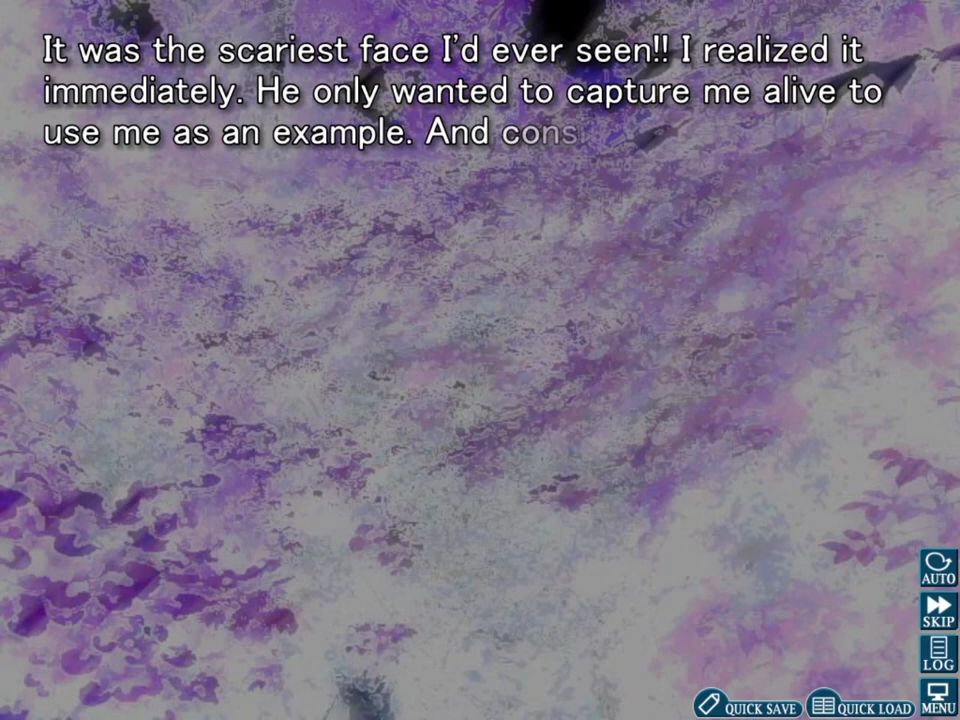 It was the scariest face I'd ever seen!! I realized it
immediately. He only wanted to capture me alive to
use me as an example. And cons
AUTO
SKIP
LOG
MENU
QUICK SAVE
QUICK LOAD